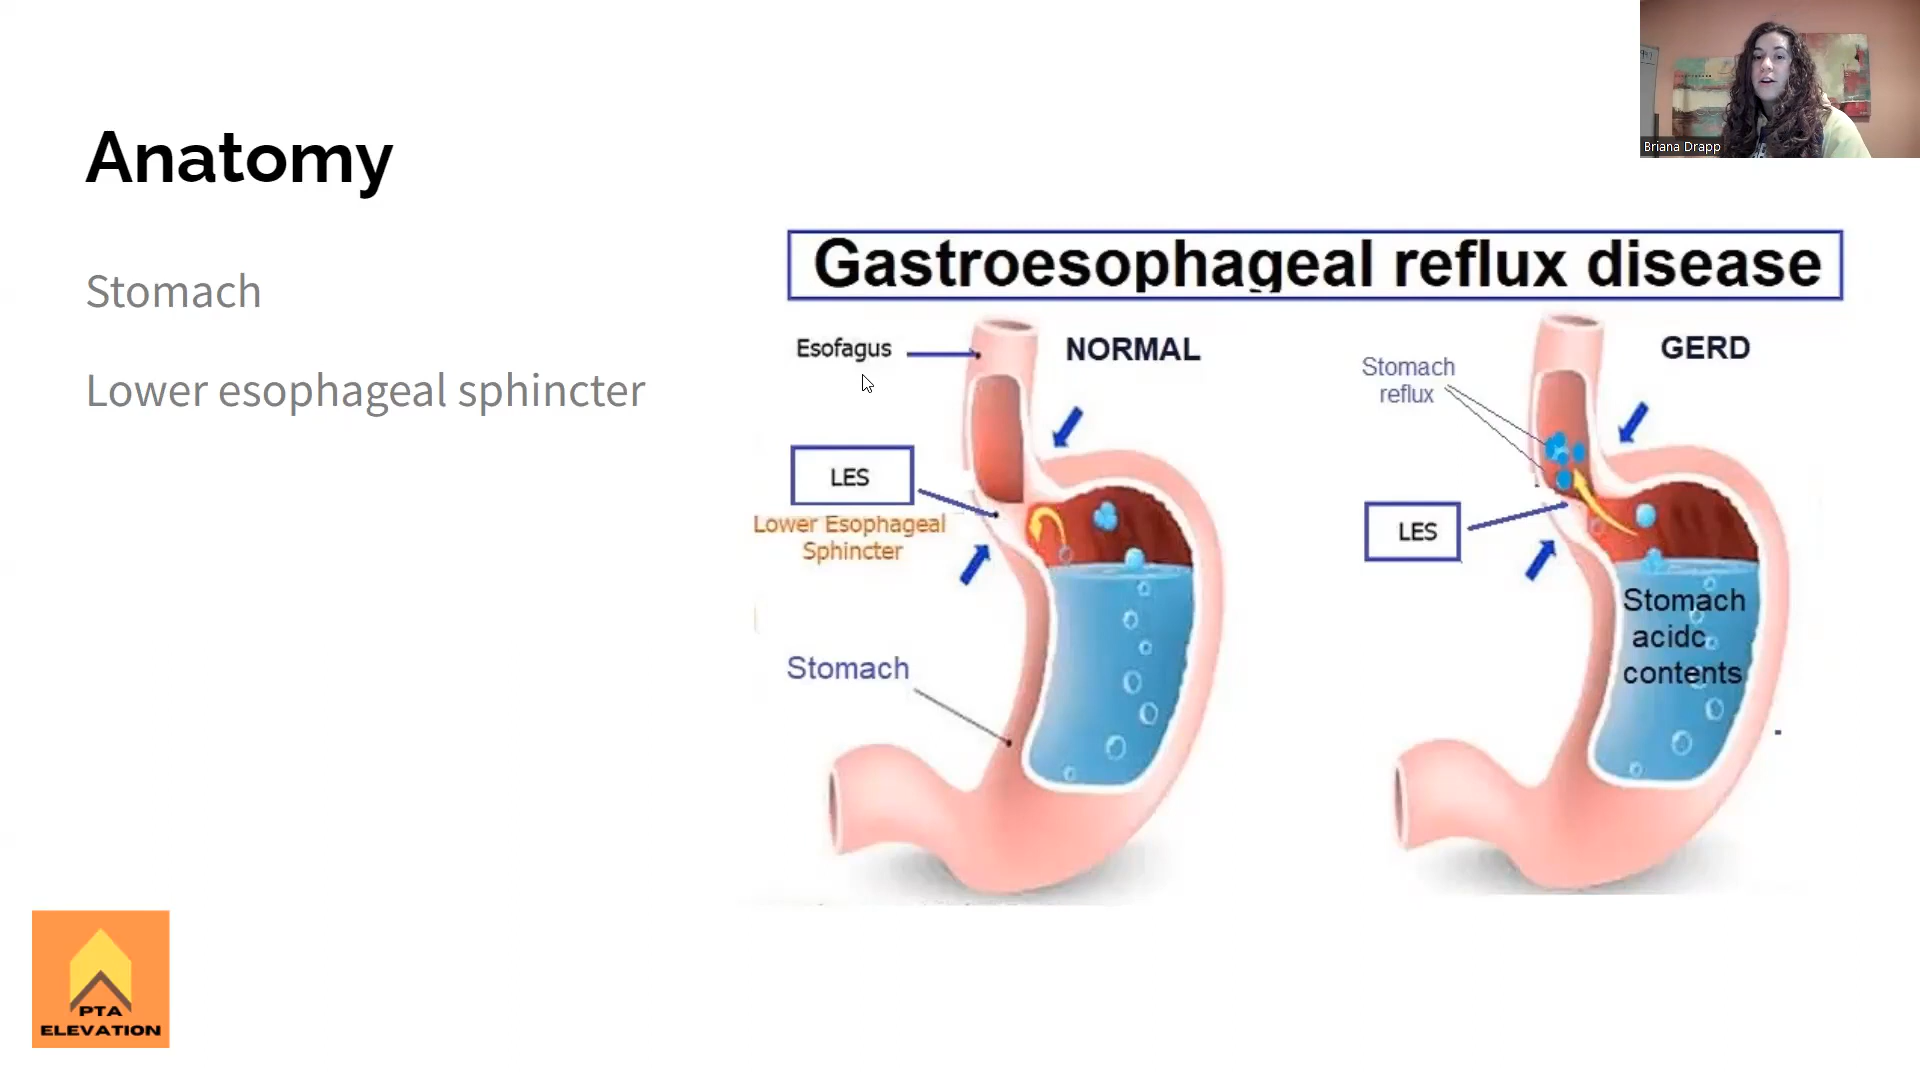 Anatomy
Stomach
Lower esophageal sphincter
Briana Drapp
Gastroesophageal reflux disease
Esofagus
NORMAL
LES
Lower Esophageal
Sphincter
Stomach
GERD
Stomach
reflux
LES
Stomach
acidc
contents
PTA
ELEVATION